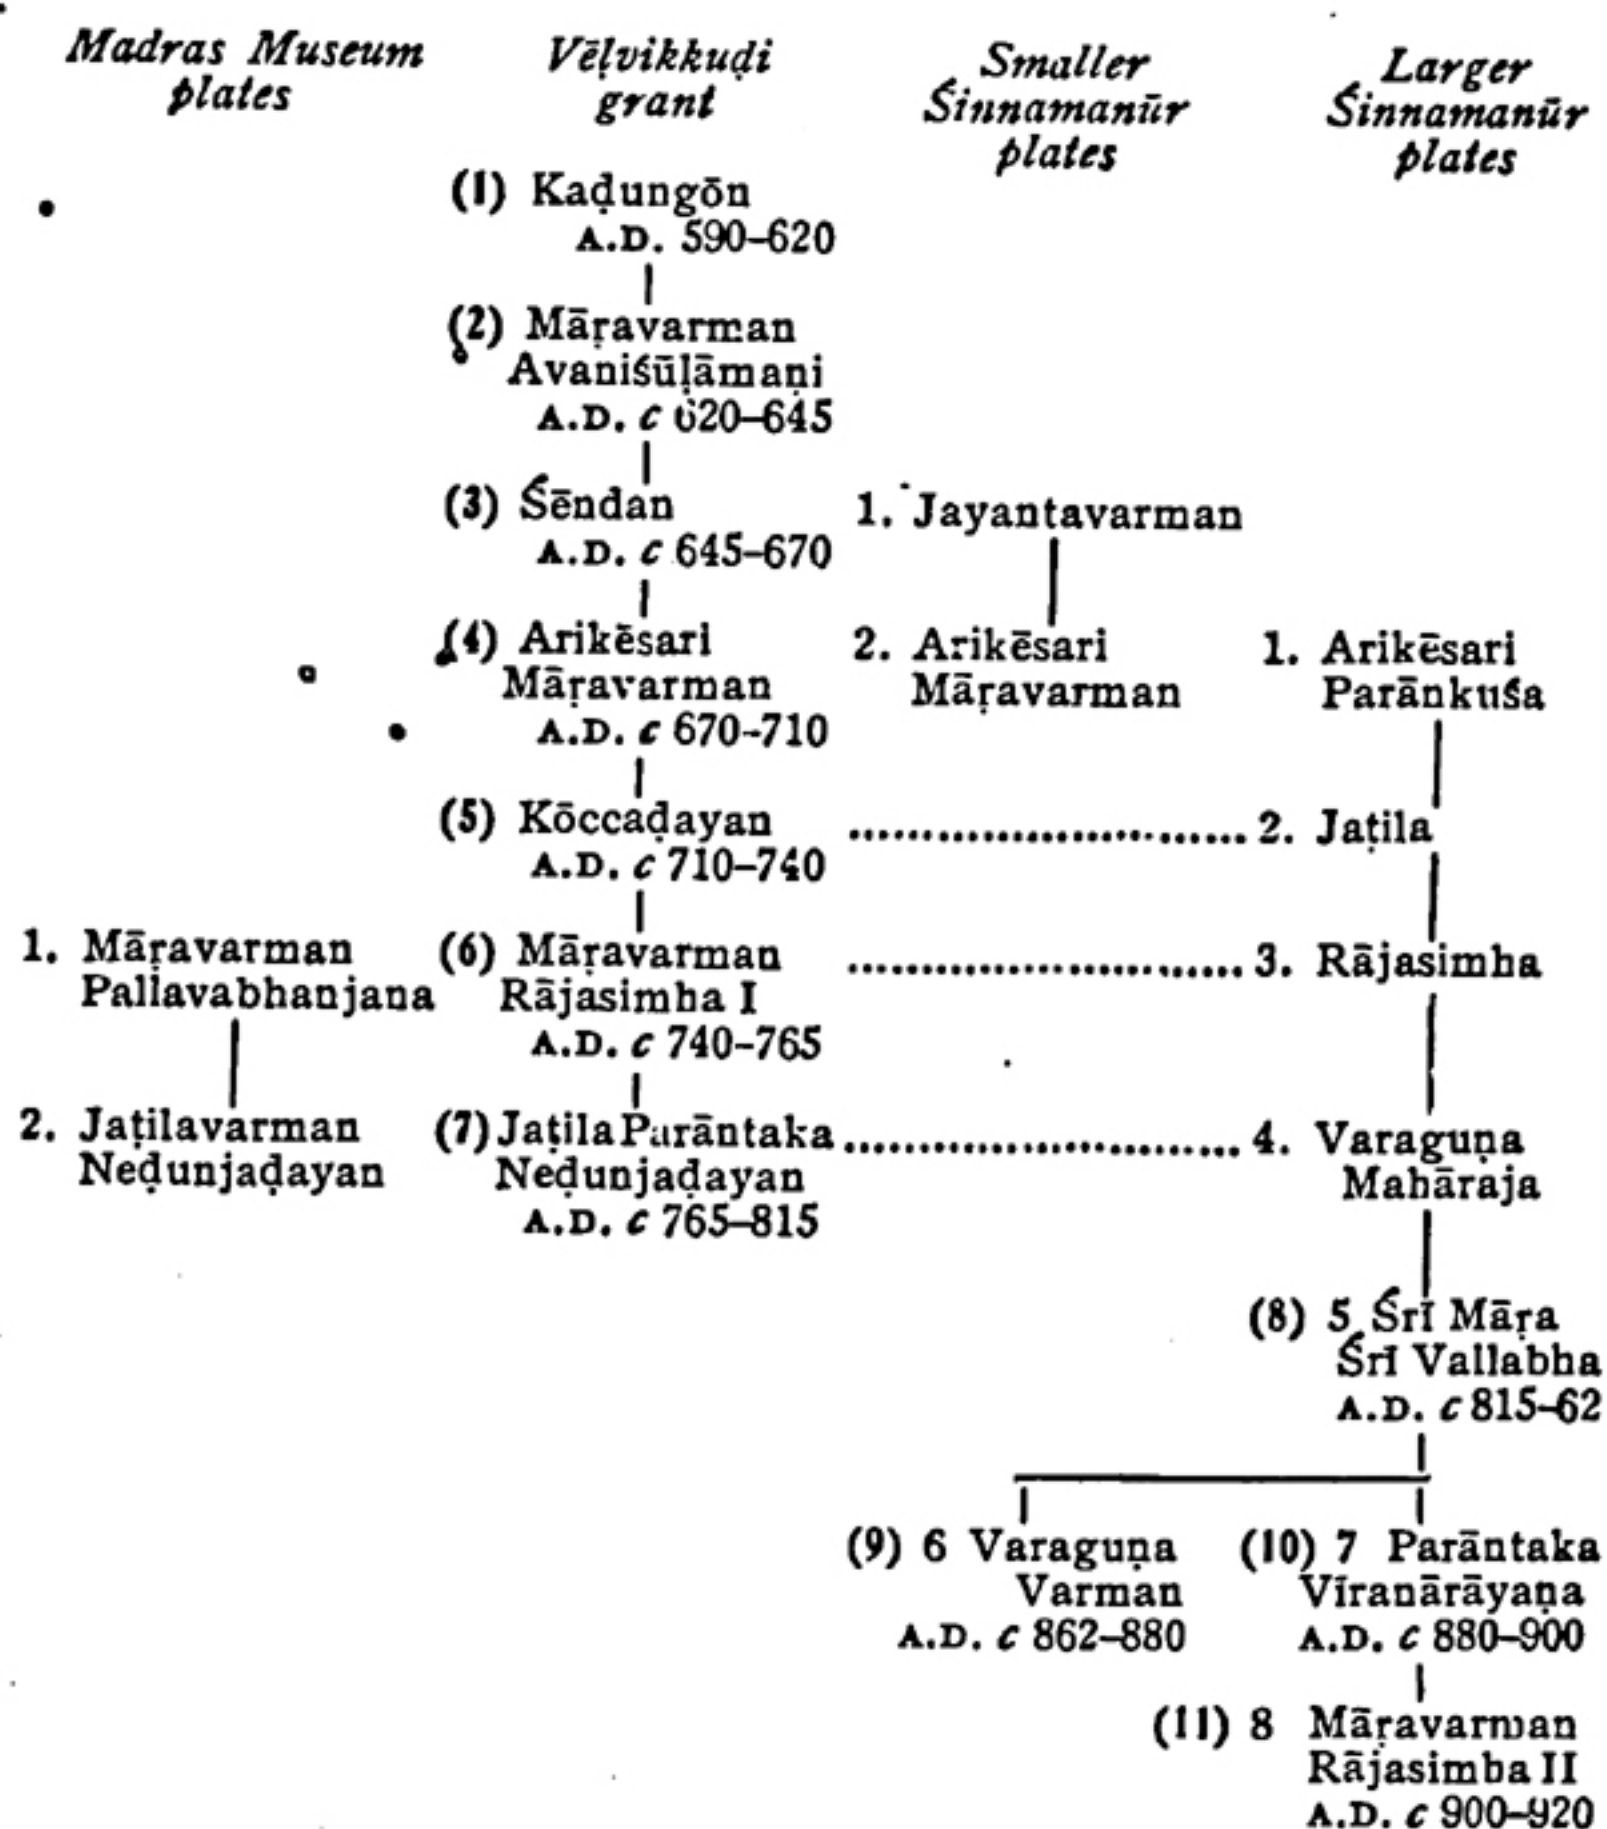 Madras Museum
plates
Vēḷvikkuḍi
grant
Smaller
Śinnamanūr
plates
Larger
Śinnamanūr
plates
(1) Kaḍungōn
A.D. 590–620
(2) Māṛavarman
Avaniśūḷāmaṇi
A.D. c 620–645
(3) Śēndan
A.D. c 645–670
1. Jayantavarman
(4) Arikēsari
Māṛavarman
A.D. c 670–710
2. Arikēsari
Māṛavarman
1. Arikēsari
Parānkuśa
(5) Kōccaḍayan
A.D. c 710–740
2. Jaṭila
1. Māṛavarman
Pallavabhanjana
(6) Māṛavarman
Rājasimha I
A.D. c 740–765
3. Rājasimha
2. Jaṭilavarman
Neḍunjaḍayan
(7) Jaṭila Parāntaka
Neḍunjaḍayan
A.D. c 765–815
4. Varaguṇa
Mahāraja
(8) 5 Śrī Māṛa
Śrī Vallabha
A.D. c 815–62
(9) 6 Varaguṇa
Varman
A.D. c 862–880
(10) 7 Parāntaka
Vīranārāyaṇa
A.D. c 880–900
(11) 8 Māṛavarman
Rājasimba II
A.D. c 900–920